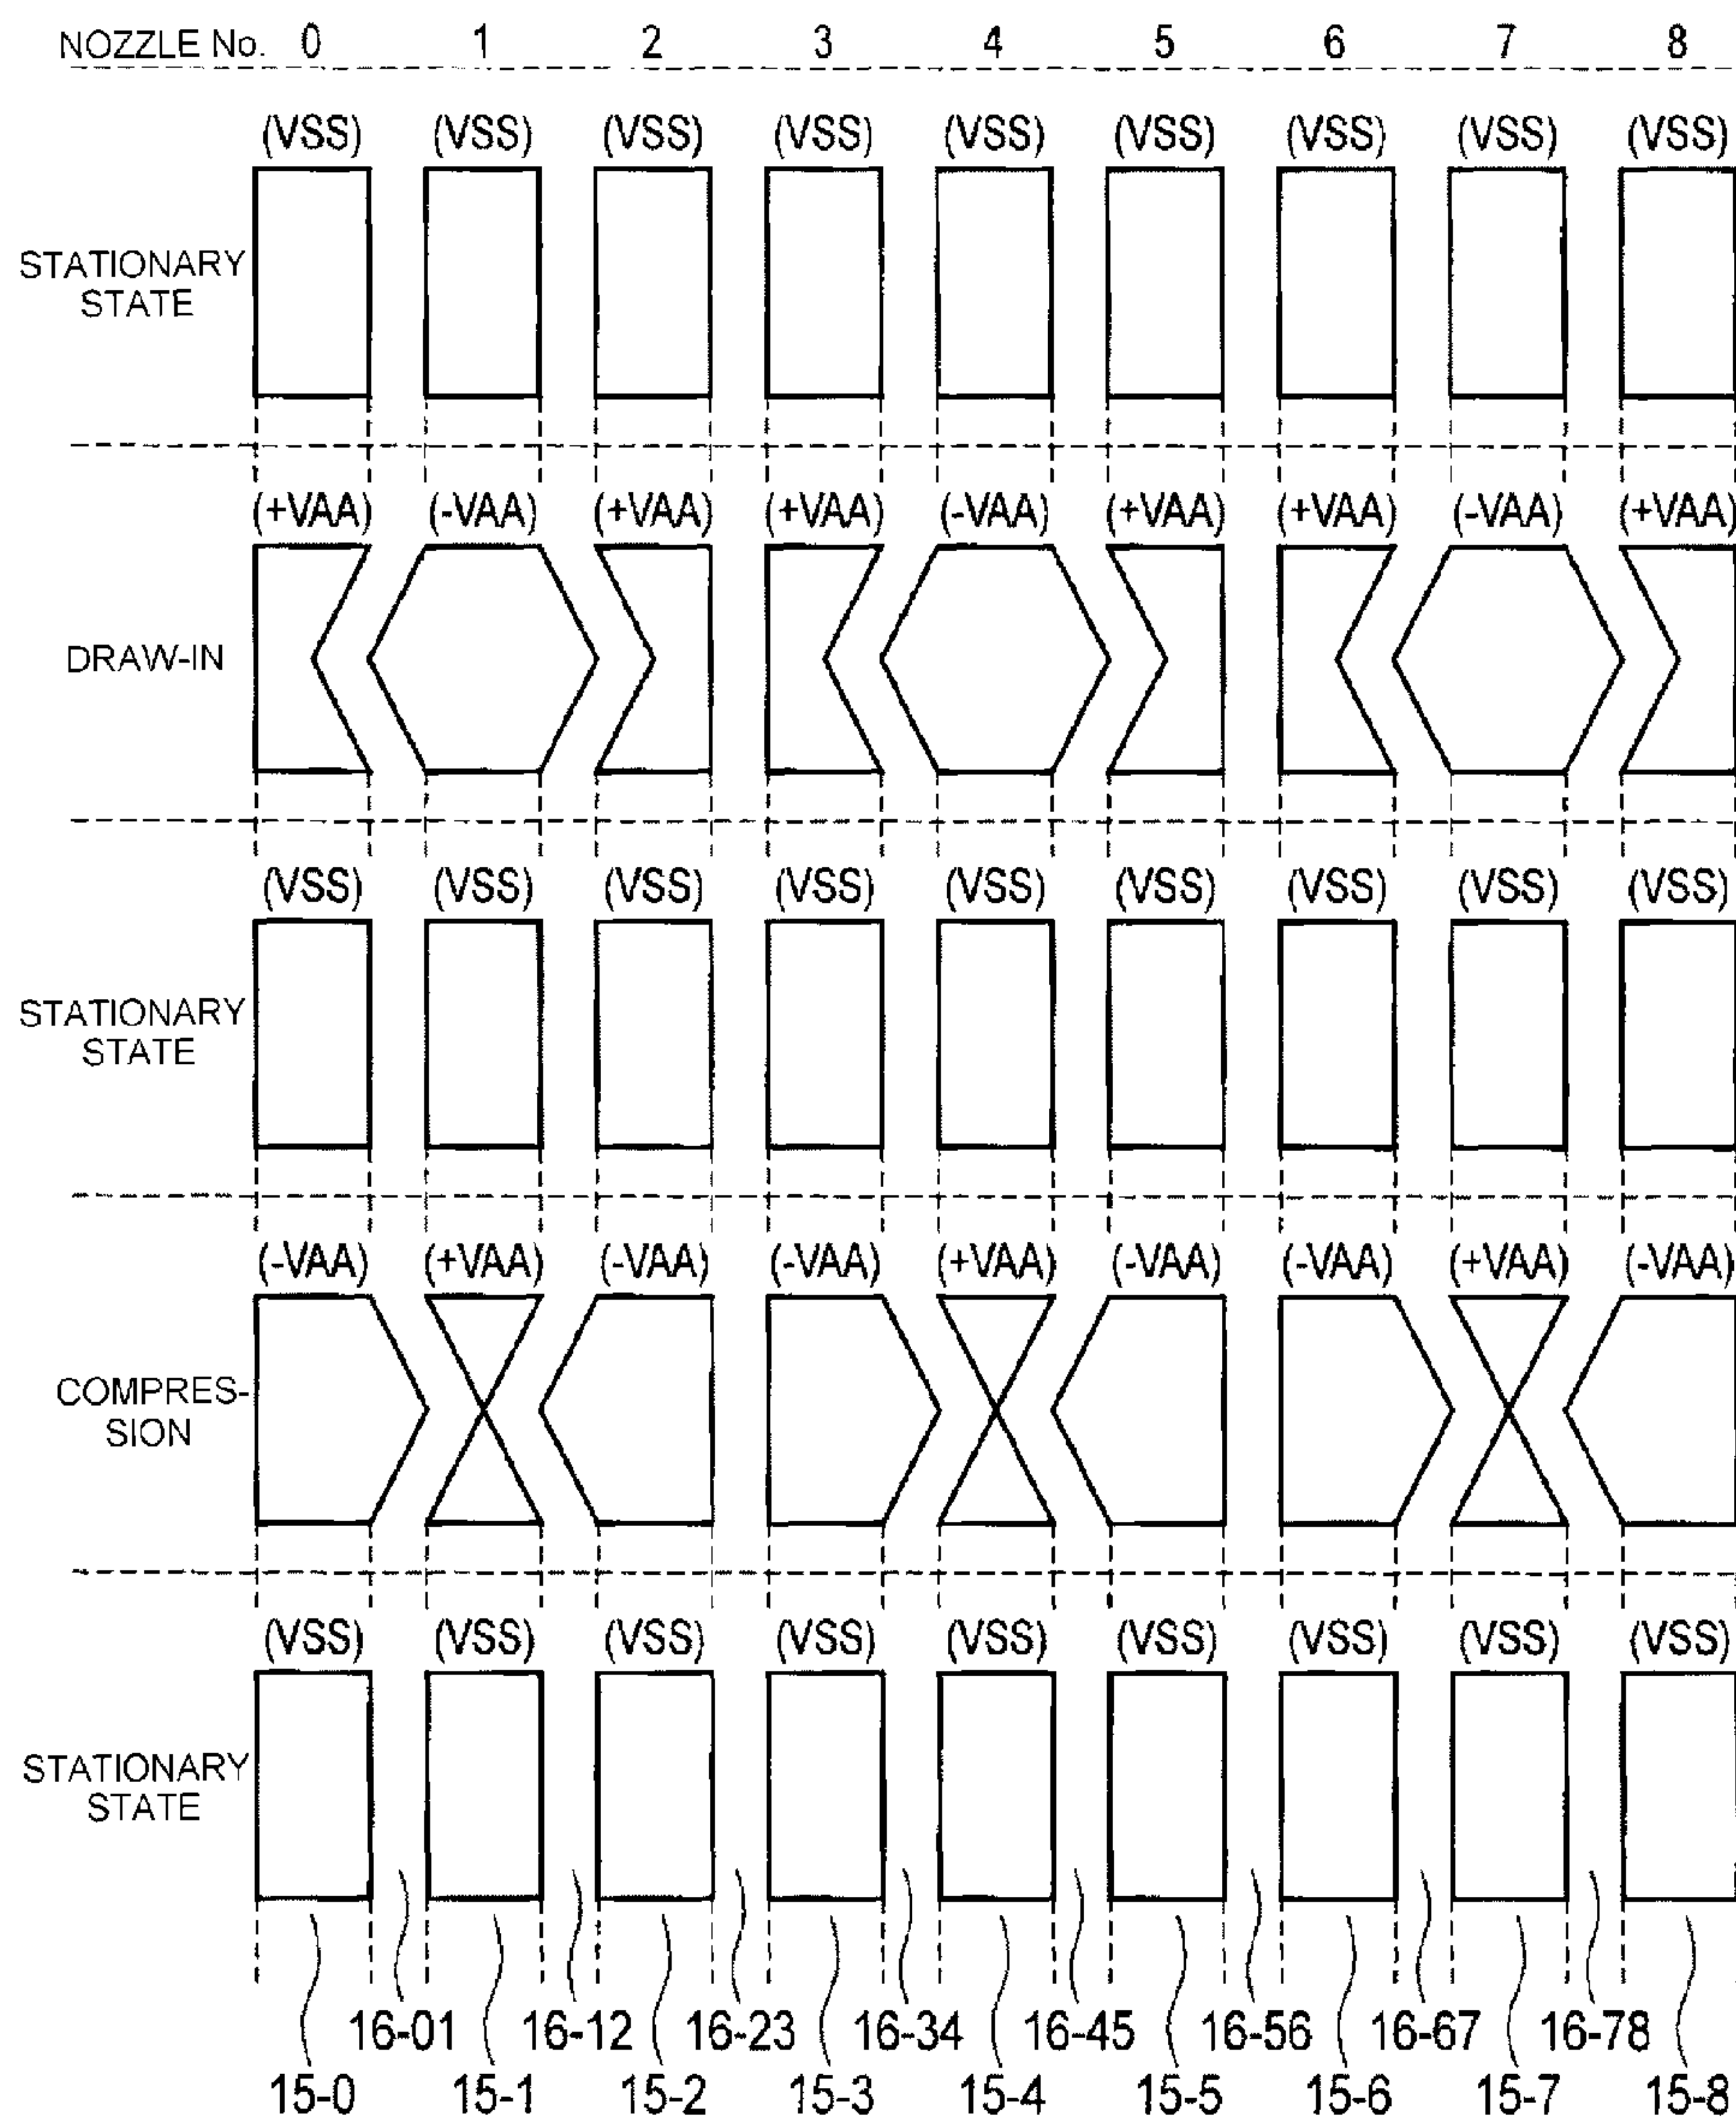 NOZZLE No. 0 1 2 3 4 5 6 7 8
(VSS) (VSS) (VSS) (VSS) (VSS) (VSS) (VSS) (VSS) (VSS)
STATIONARY
STATE
(+VAA) (-VAA) (+VAA) (+VAA) (-VAA) (+VAA) (+VAA) (-VAA) (+VAA)
DRAW-IN
(VSS) (VSS) (VSS) (VSS) (VSS) (VSS) (VSS) (VSS) (VSS)
STATIONARY
STATE
(-VAA) (+VAA) (-VAA) (-VAA) (+VAA) (-VAA) (-VAA) (+VAA) (-VAA)
COMPRES-
SION
(VSS) (VSS) (VSS) (VSS) (VSS) (VSS) (VSS) (VSS) (VSS)
STATIONARY
STATE
16-01 16-12 16-23 16-34 16-45 16-56 16-67 16-78
15-0 15-1 15-2 15-3 15-4 15-5 15-6 15-7 15-8